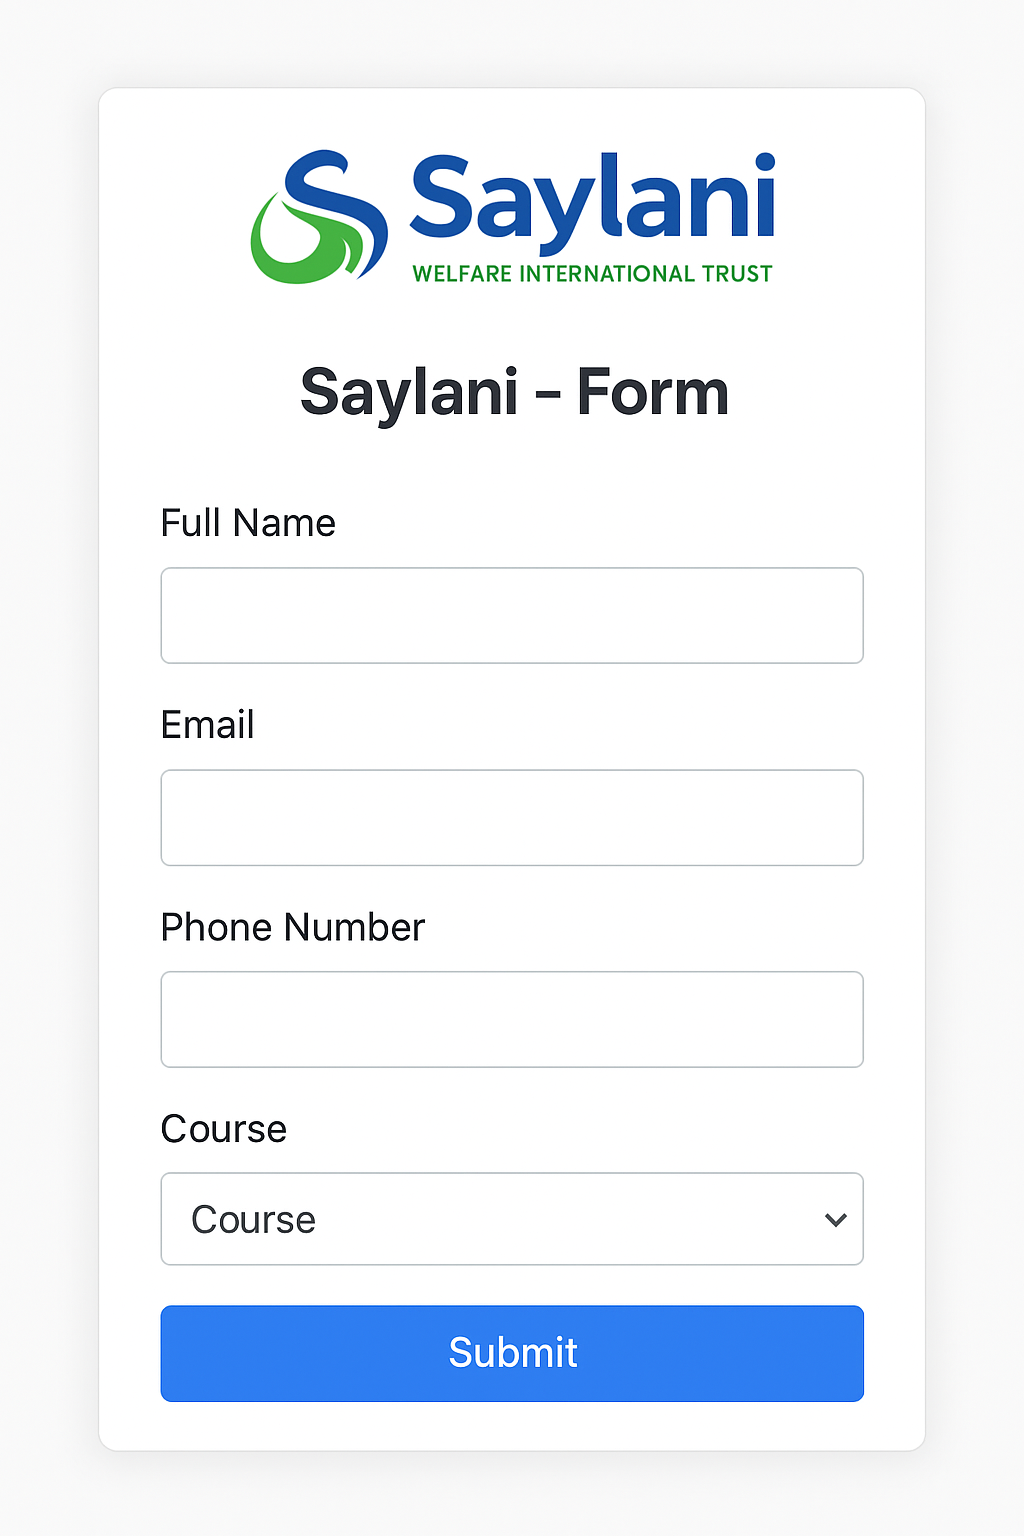 Saylani
WELFARE INTERNATIONAL TRUST
Saylani - Form
Full Name
Email
Phone Number
Course
Course
Submit